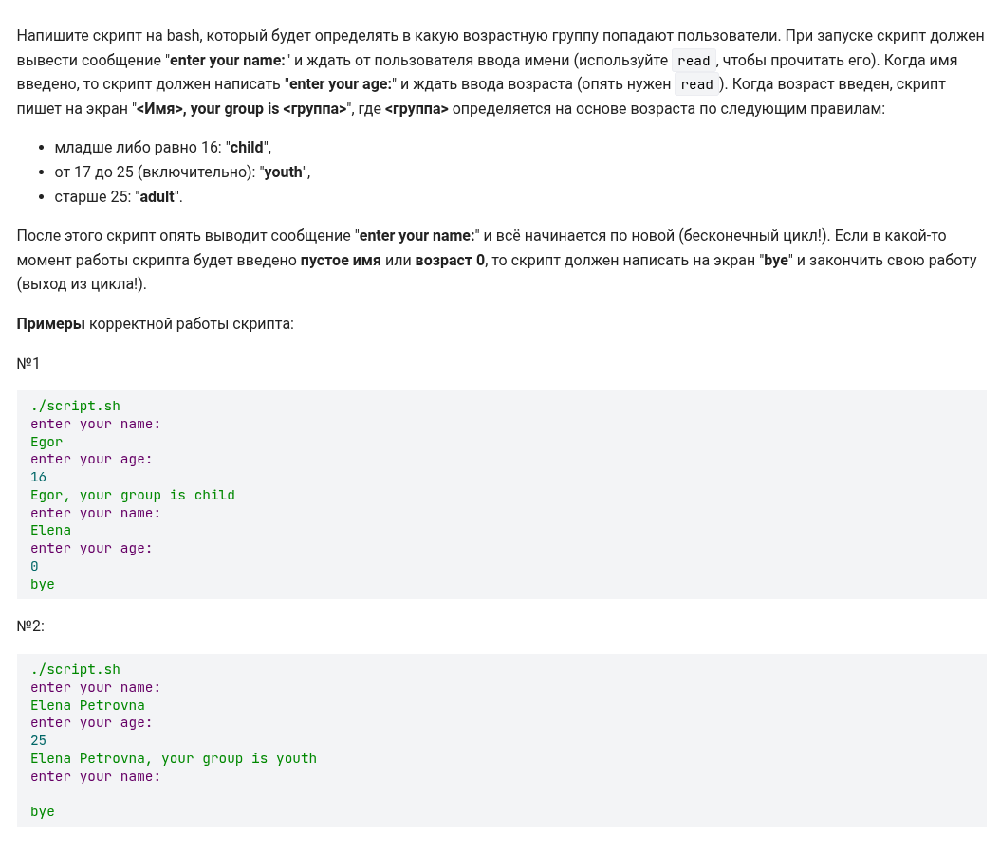 Напишите скрипт на bash, который будет определять в какую возрастную группу попадают пользователи. При запуске скрипт должен
вывести сообщение "enter your name:" и ждать от пользователя ввода имени (используйте read, чтобы прочитать его). Когда имя
введено, то скрипт должен написать "enter your age:" и ждать ввода возраста (опять нужен read). Когда возраст введен, скрипт
пишет на экран "<Имя>, your group is <группа>", где <группа> определяется на основе возраста по следующим правилам:
• младше либо равно 16: "child",
• от 17 до 25 (включительно): "youth",
• старше 25: "adult".
После этого скрипт опять выводит сообщение "enter your name:" и всё начинается по новой (бесконечный цикл!). Если в какой-то
момент работы скрипта будет введено пустое имя или возраст 0, то скрипт должен написать на экран "bye" и закончить свою работу
(выход из цикла!).
Примеры корректной работы скрипта:
№1
./script.sh
enter your name:
Egor
enter your age:
16
Egor, your group is child
enter your name:
Elena
enter your age:
0
bye
№2:
./script.sh
enter your name:
Elena Petrovna
enter your age:
25
Elena Petrovna, your group is youth
enter your name:
bye